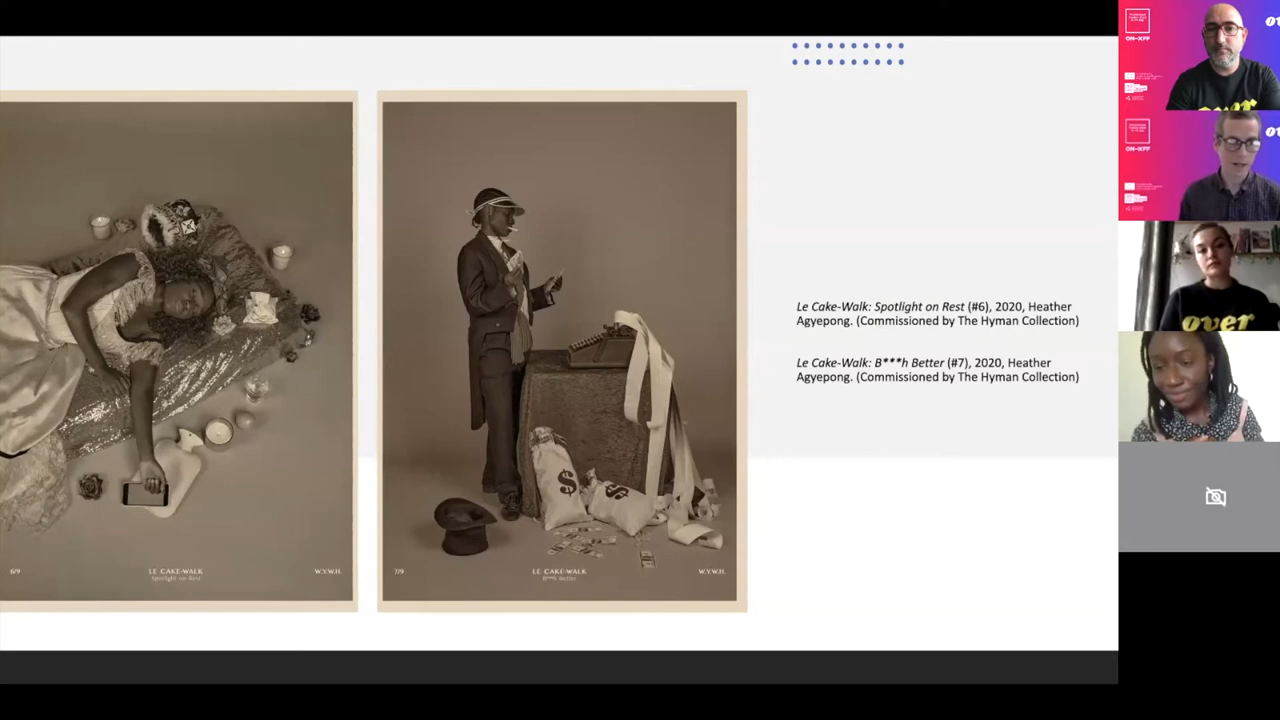 Le Cake-Walk: Spotlight on Rest (#6), 2020, Heather
Agyepong. (Commissioned by The Hyman Collection)
Le Cake-Walk: B***h Better (#7), 2020, Heather
Agyepong. (Commissioned by The Hyman Collection)
6/9
LE CAKE-WALK
Spotlight on Rest
W.Y.W.H.
7/9
LE CAKE-WALK
B***h Better
W.Y.W.H.
$
$
over
over